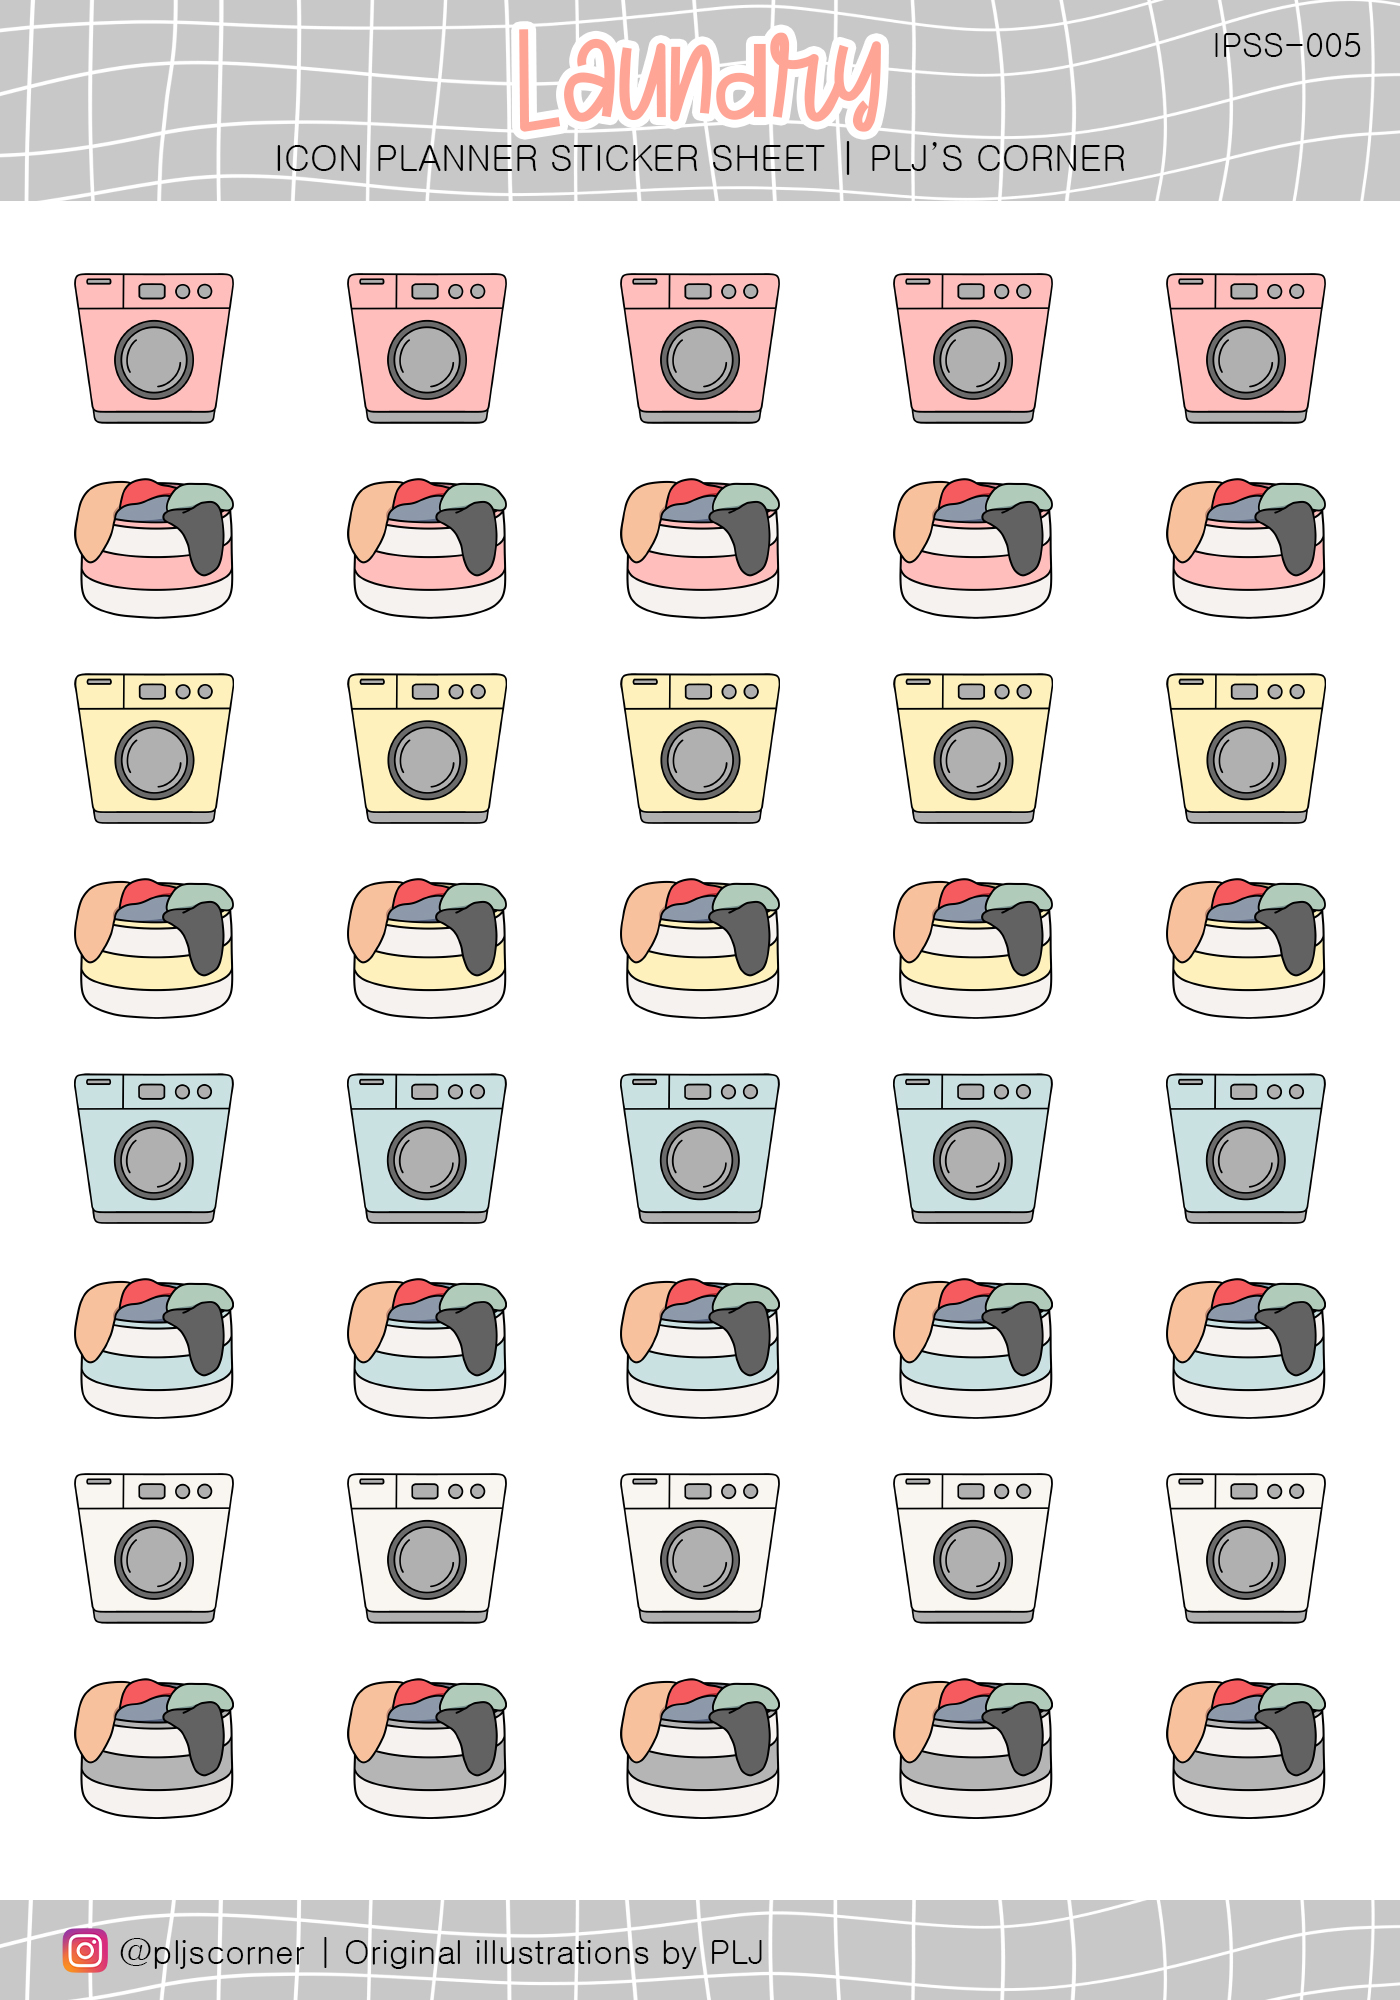 Laundry
IPSS-005
ICON PLANNER STICKER SHEET | PLJ'S CORNER
@pljscorner | Original illustrations by PLJ